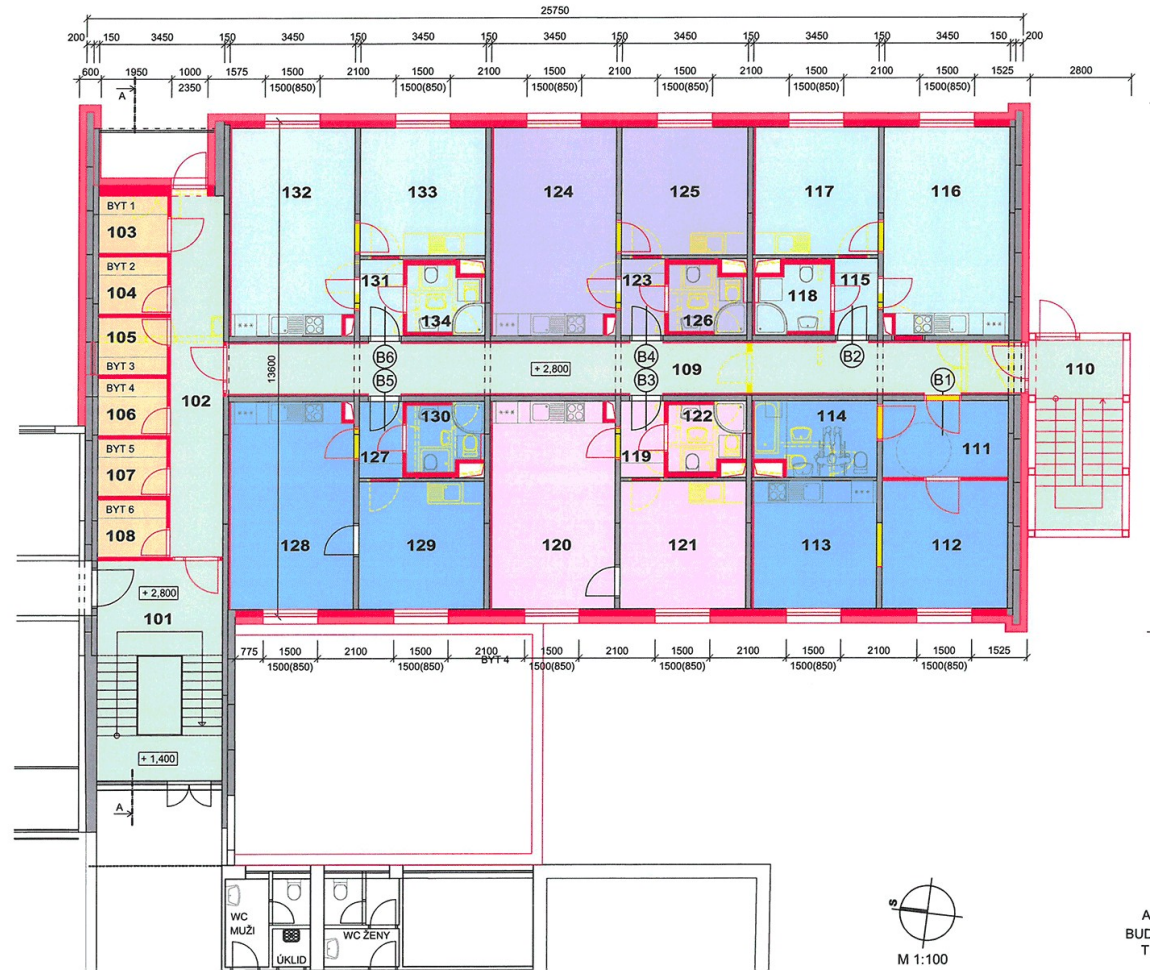 25750
200 150 3450 150 3450 150 3450 150 3450 150 3450 150 3450 150 200
600 1950 1000 1575 1500 2100 1500 2100 1500 2100 1500 2100 1500 2100 1500 1525 2800
2350 1500(850) 1500(850) 1500(850) 1500(850) 1500(850) 1500(850)
A
132 133 124 125 117 116
BYT 1
103
BYT 2
104
105
BYT 3
BYT 4
106
BYT 5
107
BYT 6
108
102
131 134 123 126 118 115
13600
B6 B4 B2
B5 B3 B1
+ 2,800 109 110
127 130 119 122 114 111
128 129 120 121 113 112
+ 2,800
101
775 1500 2100 1500 2100 1500 2100 1500 2100 1500 2100 1500 1525
1500(850) 1500(850) 1500(850) 1500(850) 1500(850) 1500(850)
BYT 4
+ 1,400
A
WC
MUŽI
ÚKLID
WC ŽENY
S
M 1:100
A
BUD
T